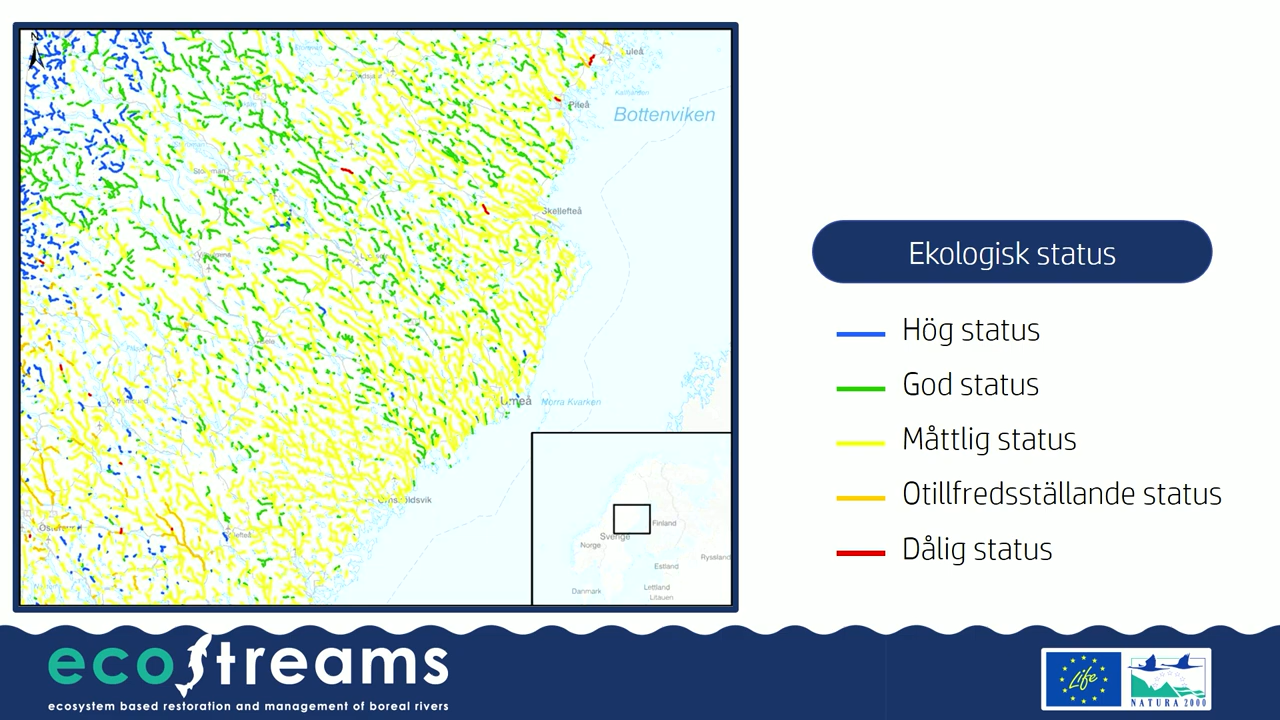 N
Luleå
Piteå
Bottenviken
Skellefteå
Umeå
Norra Kvarken
Finland
Sverige
Norge
Ryssland
Estland
Lettland
Danmark
Litauen
Ekologisk status
Hög status
God status
Måttlig status
Otillfredsställande status
Dålig status
ecostreams
ecosystem based restoration and management of boreal rivers
Life
NATURA 2000